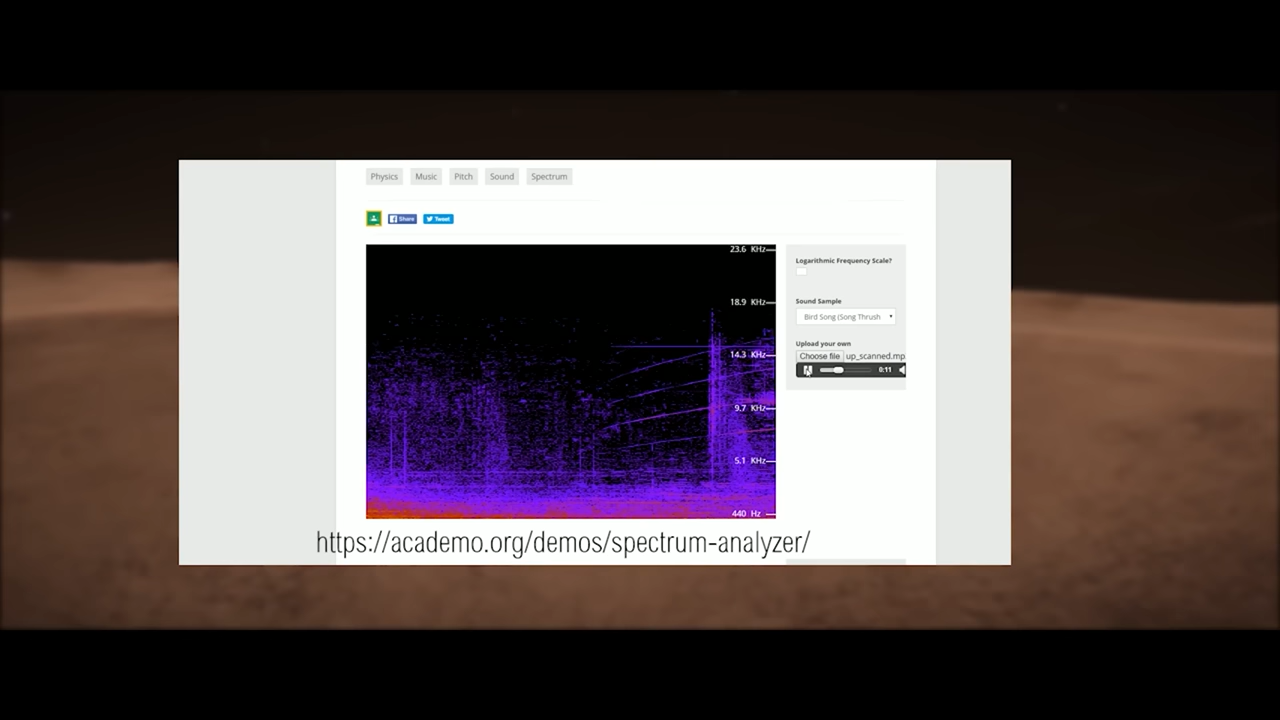 Physics Music Pitch Sound Spectrum
Share Tweet
23.6 KHz
18.9 KHz
14.3 KHz
9.7 KHz
5.1 KHz
440 Hz
Logarithmic Frequency Scale?
Sound Sample
Bird Song (Song Thrush
Upload your own
Choose file up_scanned.mp
0:11
https://academo.org/demos/spectrum-analyzer/